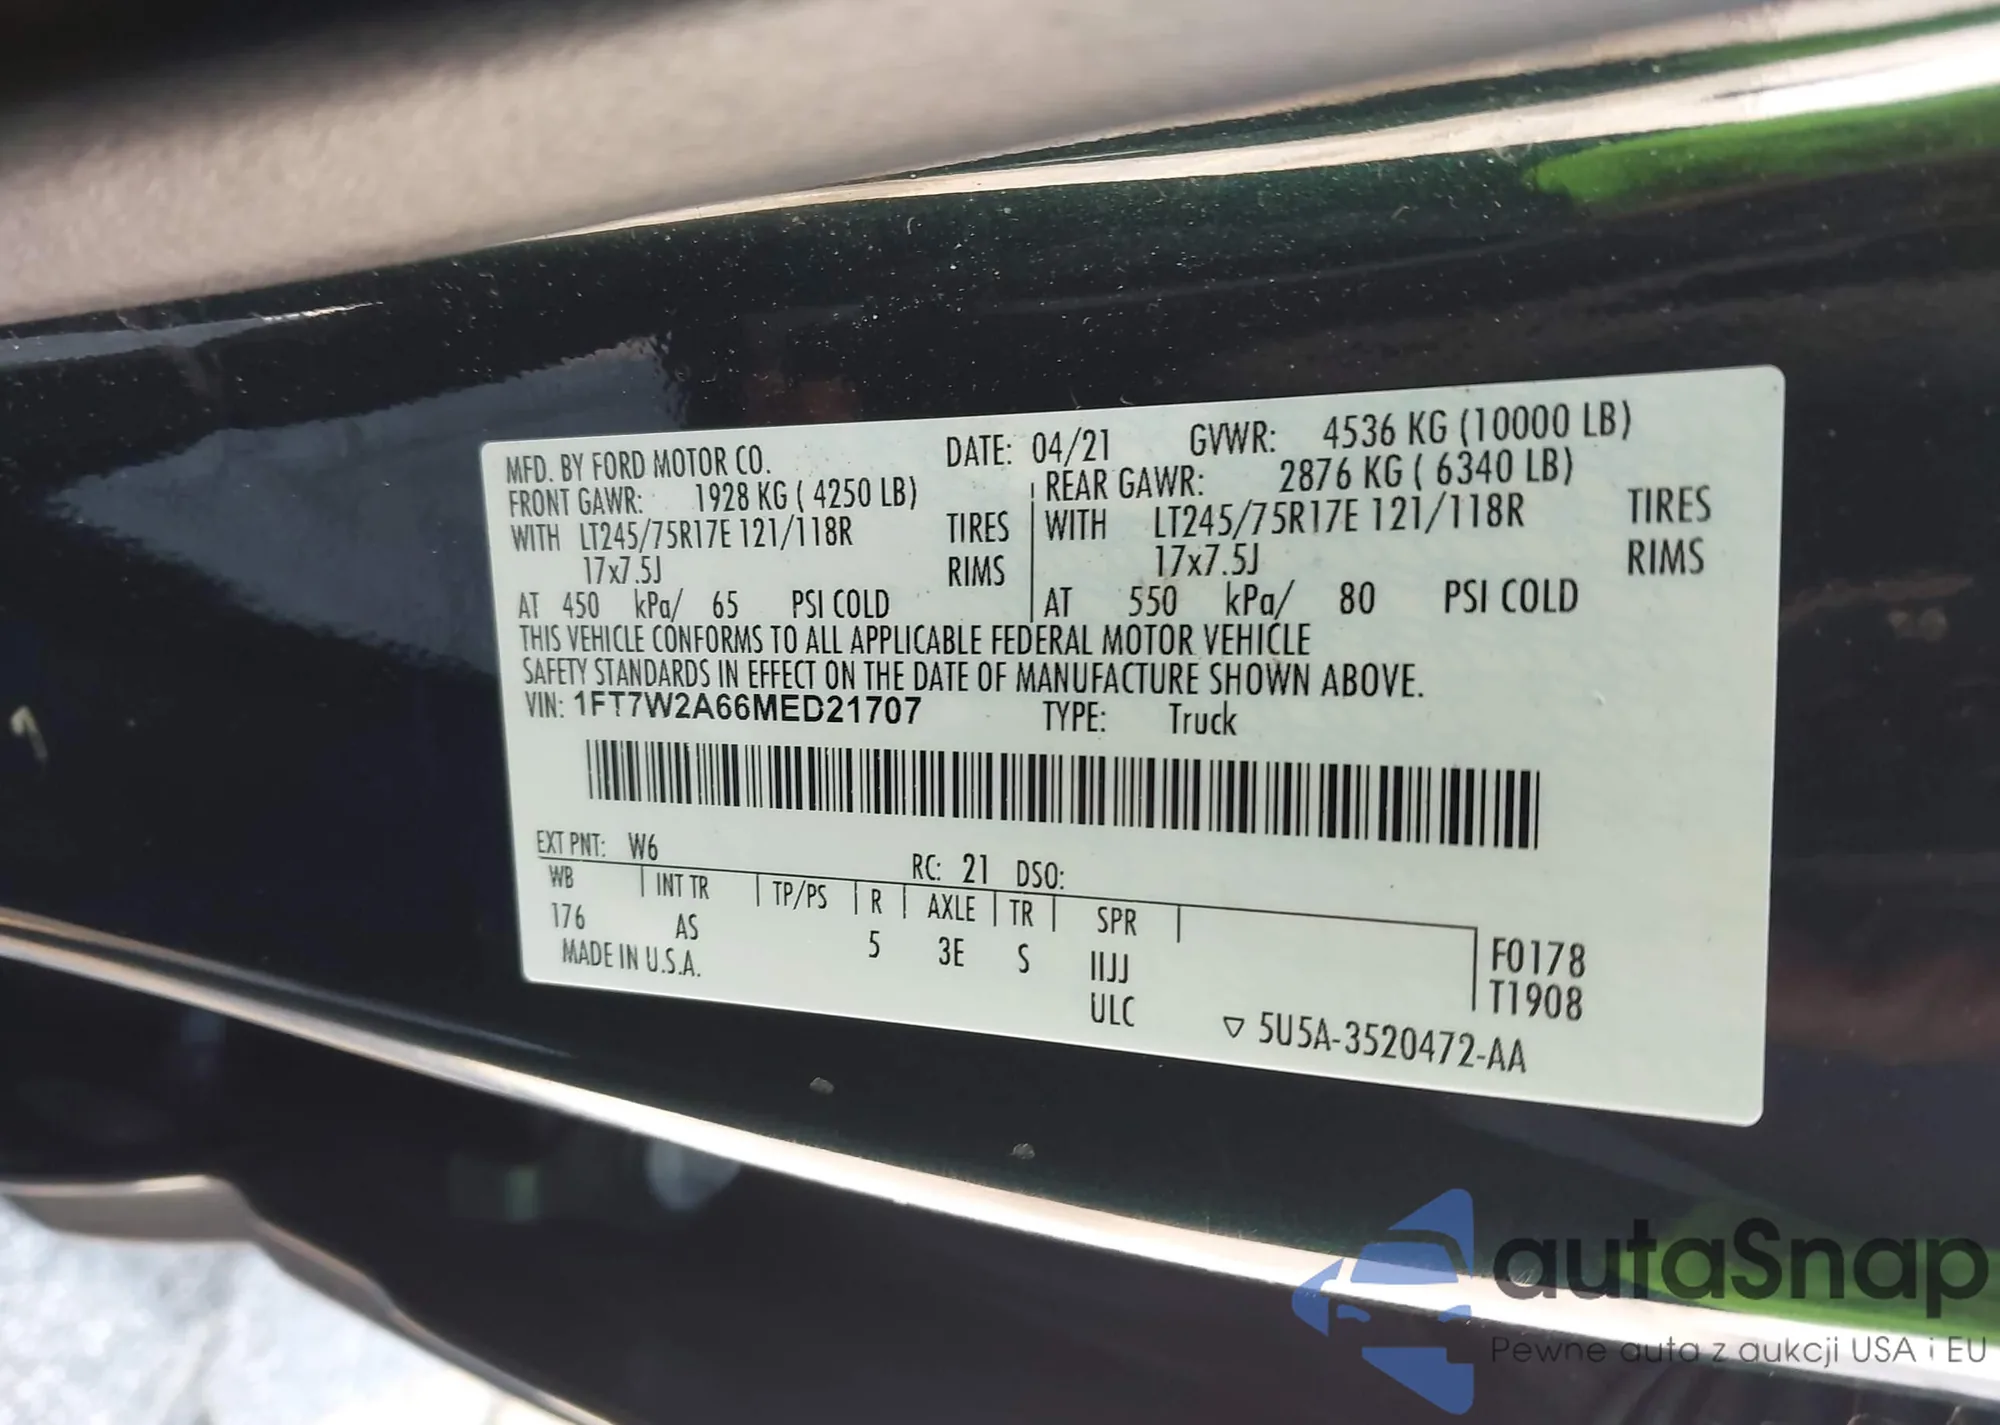 MFD. BY FORD MOTOR CO. DATE: 04/21 GVWR: 4536 KG (10000 LB)
FRONT GAWR: 1928 KG ( 4250 LB) REAR GAWR: 2876 KG ( 6340 LB)
WITH LT245/75R17E 121/118R TIRES WITH LT245/75R17E 121/118R TIRES
17x7.5J RIMS 17x7.5J RIMS
AT 450 kPa/ 65 PSI COLD AT 550 kPa/ 80 PSI COLD
THIS VEHICLE CONFORMS TO ALL APPLICABLE FEDERAL MOTOR VEHICLE
SAFETY STANDARDS IN EFFECT ON THE DATE OF MANUFACTURE SHOWN ABOVE.
VIN: 1FT7W2A66MED21707 TYPE: Truck
EXT PNT: W6 RC: 21 DSO:
WB INT TR TP/PS R AXLE TR SPR
176 AS 5 3E S IIJJ F0178
MADE IN U.S.A. ULC T1908
▽ 5U5A-3520472-AA
autaSnap
Pewne auta z aukcji USA i EU